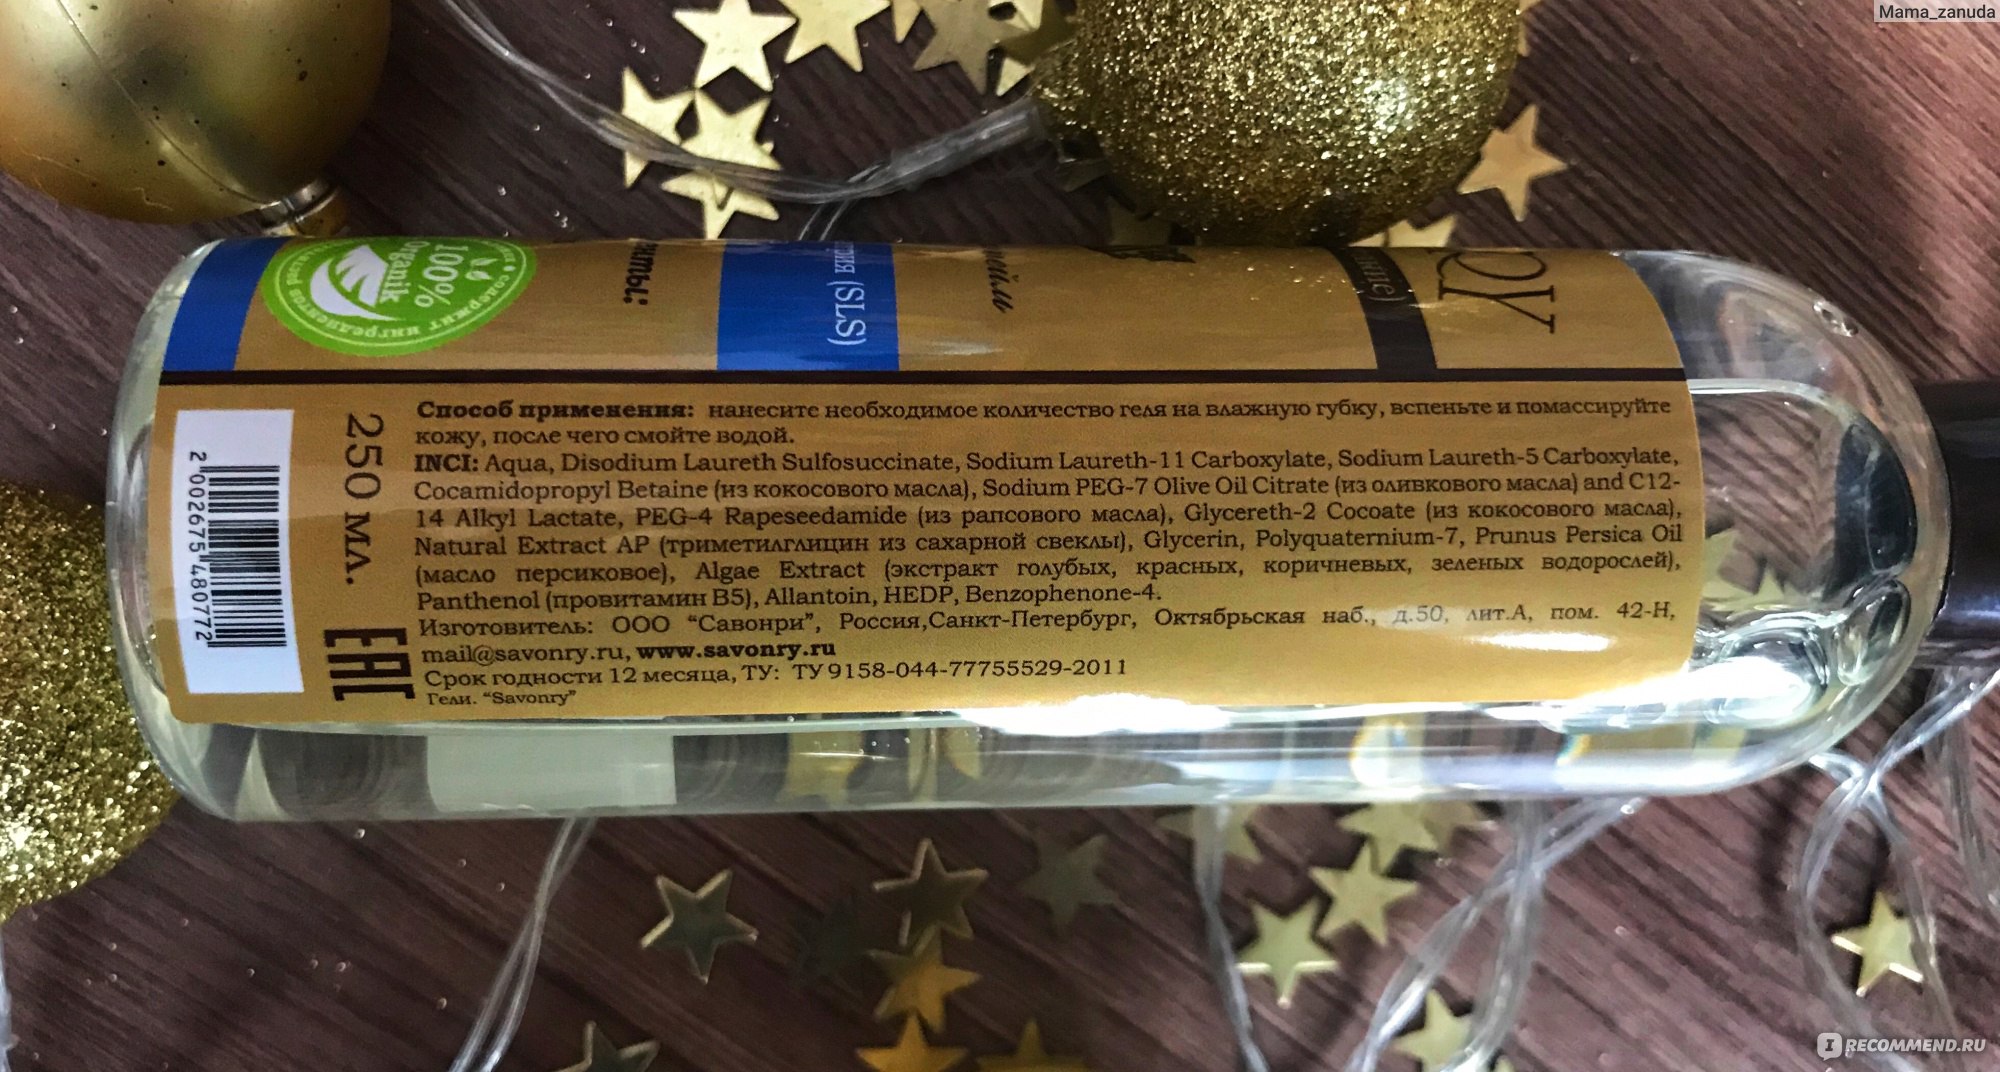 Mama_zanuda
100%
Organik
содержит ингредиентов
(SLS)
Способ применения: нанесите необходимое количество геля на влажную губку, вспеньте и помассируйте
кожу, после чего смойте водой.
INCI: Aqua, Disodium Laureth Sulfosuccinate, Sodium Laureth-11 Carboxylate, Sodium Laureth-5 Carboxylate,
Cocamidopropyl Betaine (из кокосового масла), Sodium PEG-7 Olive Oil Citrate (из оливкового масла) and C12-
14 Alkyl Lactate, PEG-4 Rapeseedamide (из рапсового масла), Glycereth-2 Cocoate (из кокосового масла),
Natural Extract AP (триметилглицин из сахарной свеклы), Glycerin, Polyquaternium-7, Prunus Persica Oil
(масло персиковое), Algae Extract (экстракт голубых, красных, коричневых, зеленых водорослей),
Panthenol (провитамин B5), Allantoin, HEDP, Benzophenone-4.
Изготовитель: ООО “Савонри”, Россия,Санкт-Петербург, Октябрьская наб., д.50, лит.А, пом. 42-Н,
mail@savonry.ru, www.savonry.ru
Срок годности 12 месяца, ТУ: ТУ 9158-044-77755529-2011
Гели. “Savonry”
250 мл.
EAC
2 002675 480772
IRECOMMEND.RU